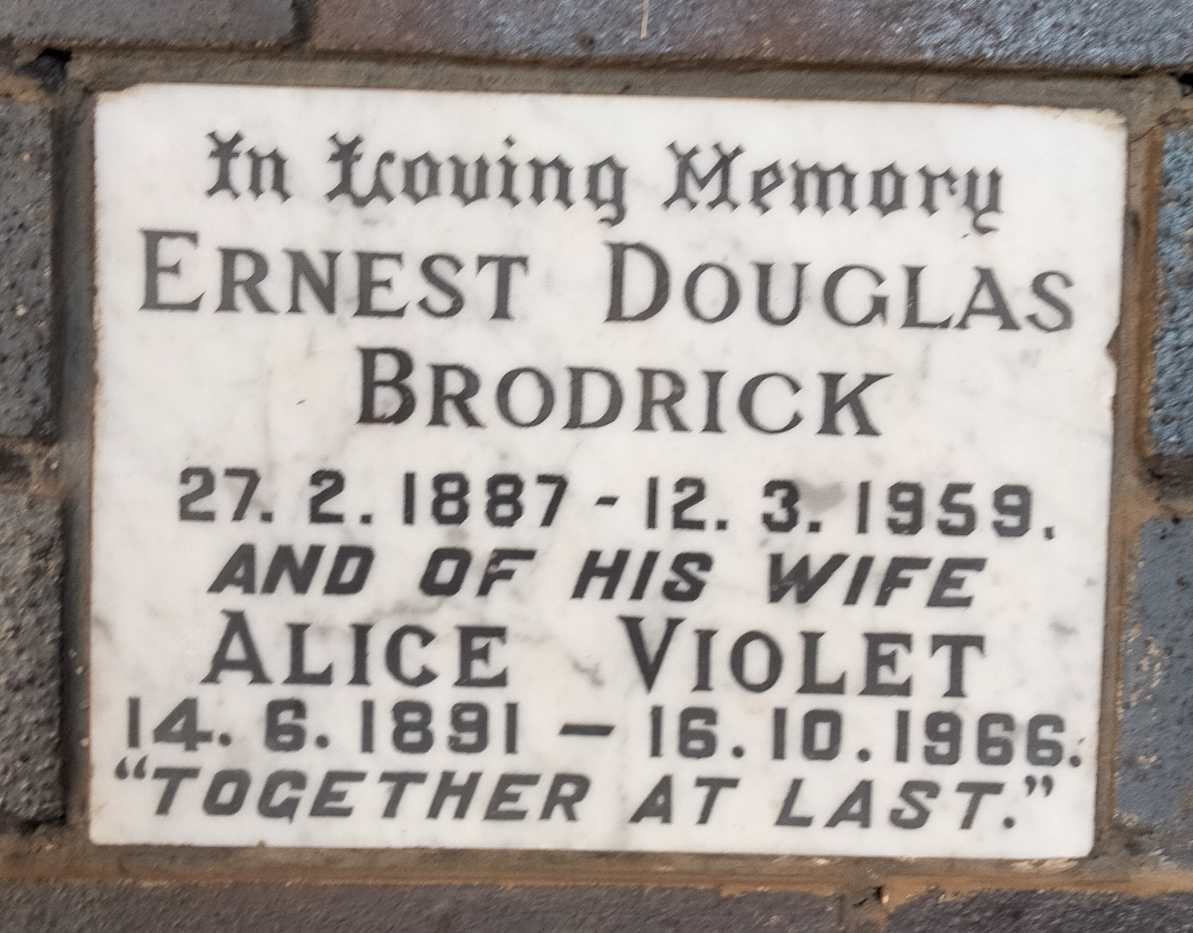 In Loving Memory
ERNEST DOUGLAS
BRODRICK
27. 2. 1887 - 12. 3. 1959.
AND OF HIS WIFE
ALICE VIOLET
14. 6. 1891 — 16. 10. 1966.
“TOGETHER AT LAST.”